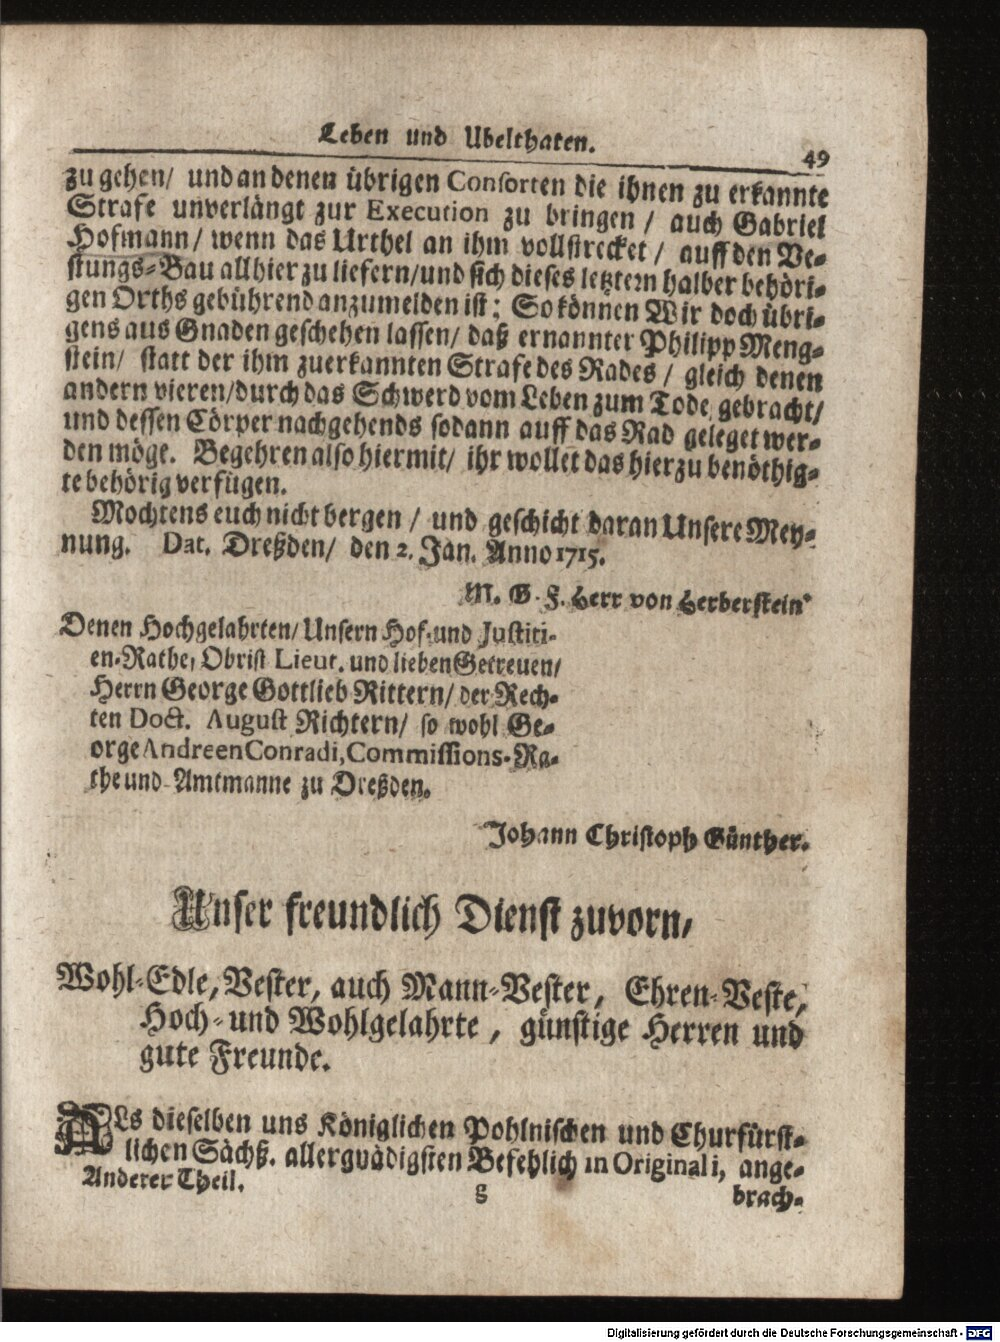 Leben und Ubelthaten.
49
zu gehen/ und an denen übrigen Consorten die ihnen zu erkannte
Strafe unverlängt zur Execution zu bringen / auch Gabriel
Hofmann/ wenn das Urthel an ihm vollstrecket / auff den Ve-
stungs-Bau allhier zu liefern/und sich dieses letztern halber behöri-
gen Orths gebührend anzumelden ist: So können Wir doch übri-
gens aus Gnaden geschehen lassen/ daß ernannter Philipp Meng-
stein/ statt der ihm zuerkannten Strafe des Rades / gleich denen
andern vieren/durch das Schwerd vom Leben zum Tode gebracht/
und dessen Cörper nachgehends sodann auff das Rad geleget wer-
den möge. Begehren also hiermit/ ihr wollet das hierzu benöthig-
te behörig verfügen.
Mochtens euch nicht bergen / und geschicht daran Unsere Mey-
nung. Dat. Dreßden/ den 2. Jan. Anno 1715.
M. G. F. Herr von Herberstein
Denen Hochgelahrten/ Unsern Hof-und Justiti-
en-Rathe, Obrist Lieut. und lieben Getreuen/
Herrn George Gottlieb Rittern/ der Rech-
ten Doct. August Richtern/ so wohl Ge-
orge Andreen Conradi, Commissions-Ra-
the und Amtmanne zu Dreßden.
Johann Christoph Günther.
Unser freundlich Dienst zuvorn,
Wohl-Edle, Vester, auch Mann-Vester, Ehren-Veste,
Hoch- und Wohlgelahrte, günstige Herren und
gute Freunde.
ALs dieselben uns Königlichen Pohlnischen und Churfürst-
lichen Sächß. allergnädigsten Befehlich in Originali, ange-
Anderer Theil.
g
brach-
Digitalisierung gefördert durch die Deutsche Forschungsgemeinschaft - DFG